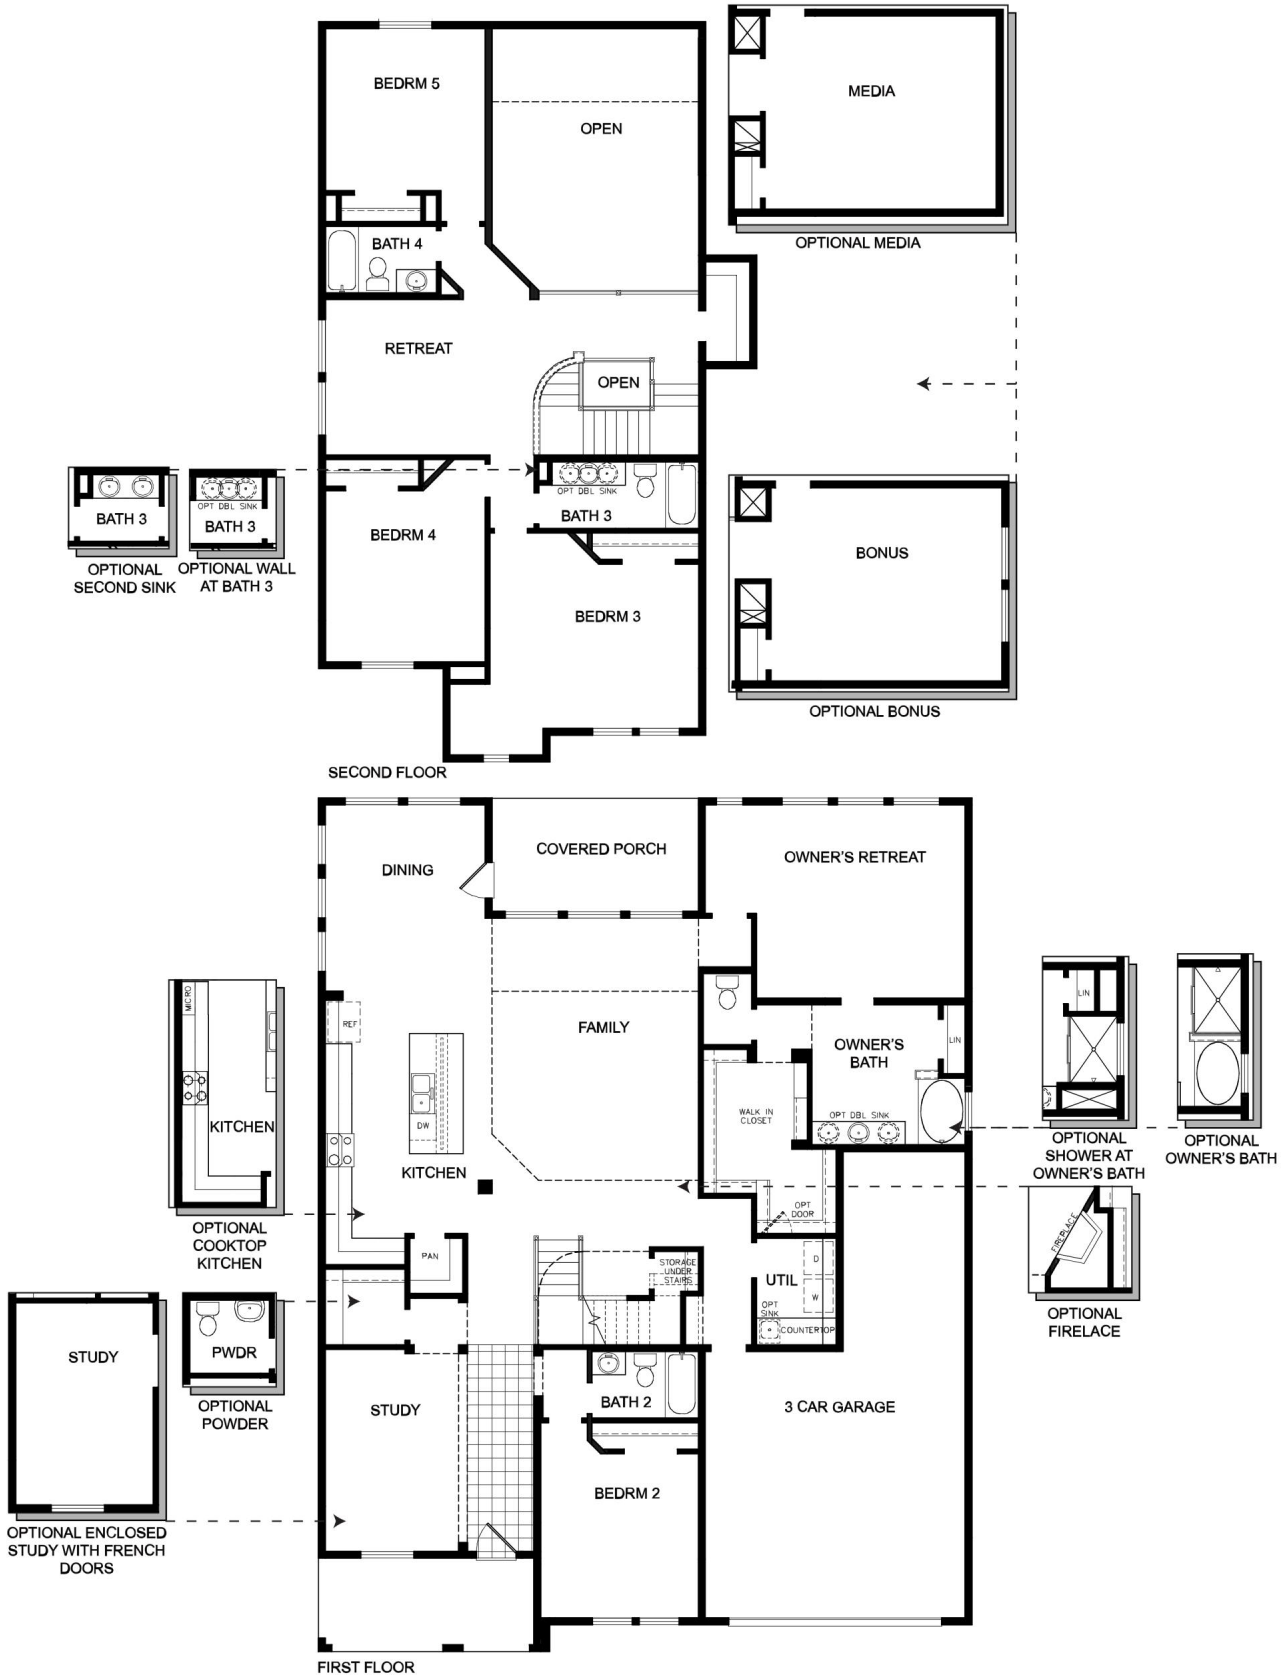 BEDRM 5
OPEN
MEDIA
BATH 4
OPTIONAL MEDIA
RETREAT
OPEN
OPT DBL SINK
BATH 3
OPTIONAL
SECOND SINK
OPT DBL SINK
BATH 3
OPTIONAL WALL
AT BATH 3
BATH 3
BEDRM 4
BEDRM 3
BONUS
OPTIONAL BONUS
SECOND FLOOR
DINING
COVERED PORCH
OWNER'S RETREAT
MICRO
KITCHEN
OPTIONAL
COOKTOP
KITCHEN
REF
DW
KITCHEN
FAMILY
OWNER'S
BATH
LIN
WALK IN
CLOSET
OPT DBL SINK
LIN
OPTIONAL
SHOWER AT
OWNER'S BATH
OPTIONAL
OWNER'S BATH
OPT
DOOR
FIREPLACE
OPTIONAL
FIRELACE
PAN
STORAGE
UNDER
STAIRS
UTIL
D
W
OPT
SINK
COUNTERTOP
STUDY
OPTIONAL ENCLOSED
STUDY WITH FRENCH
DOORS
PWDR
OPTIONAL
POWDER
STUDY
BATH 2
BEDRM 2
3 CAR GARAGE
FIRST FLOOR